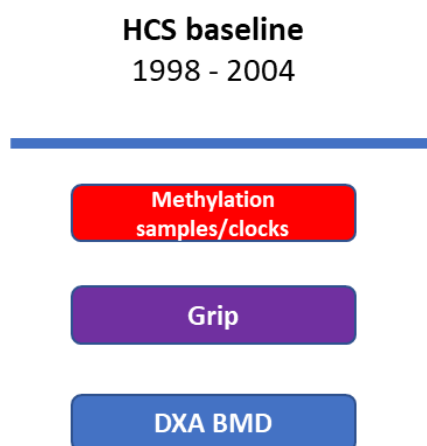 HCS baseline
1998 - 2004
Methylation
samples/clocks
Grip
DXA BMD